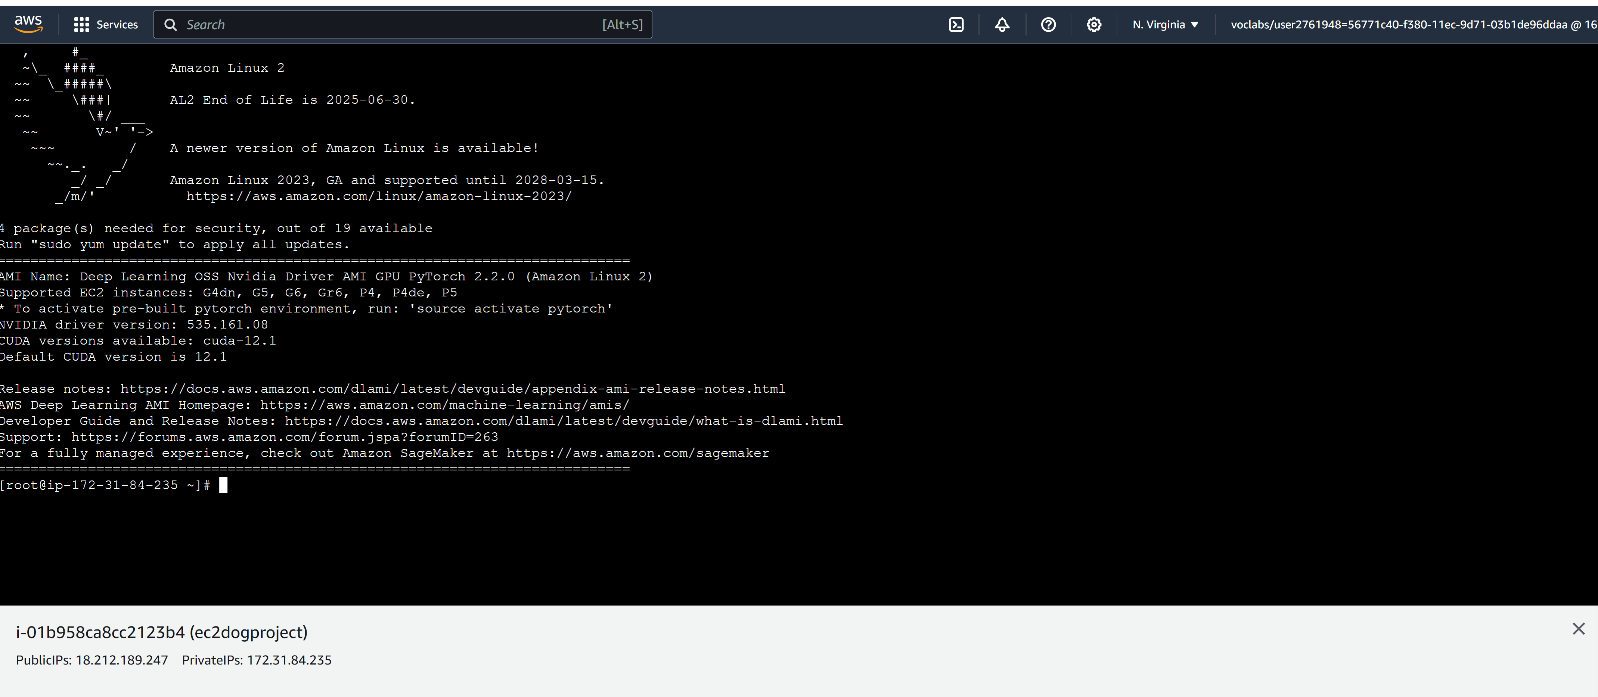 aws Services Search [Alt+S] N. Virginia voclabs/user2761948=56771c40-f380-11ec-9d71-03b1de96ddaa @ 16
   ,     #_
   ~\_  ####_        Amazon Linux 2
  ~~  \_#####\
  ~~     \###|       AL2 End of Life is 2025-06-30.
  ~~       \#/ ___
   ~~       V~' '->
    ~~~         /    A newer version of Amazon Linux is available!
      ~~._.   _/
         _/ _/       Amazon Linux 2023, GA and supported until 2028-03-15.
       _/m/'           https://aws.amazon.com/linux/amazon-linux-2023/
4 package(s) needed for security, out of 19 available
Run "sudo yum update" to apply all updates.
=============================================================================
AMI Name: Deep Learning OSS Nvidia Driver AMI GPU PyTorch 2.2.0 (Amazon Linux 2)
Supported EC2 instances: G4dn, G5, G6, Gr6, P4, P4de, P5
* To activate pre-built pytorch environment, run: 'source activate pytorch'
NVIDIA driver version: 535.161.08
CUDA versions available: cuda-12.1
Default CUDA version is 12.1
Release notes: https://docs.aws.amazon.com/dlami/latest/devguide/appendix-ami-release-notes.html
AWS Deep Learning AMI Homepage: https://aws.amazon.com/machine-learning/amis/
Developer Guide and Release Notes: https://docs.aws.amazon.com/dlami/latest/devguide/what-is-dlami.html
Support: https://forums.aws.amazon.com/forum.jspa?forumID=263
For a fully managed experience, check out Amazon SageMaker at https://aws.amazon.com/sagemaker
=============================================================================
[root@ip-172-31-84-235 ~]#
i-01b958ca8cc2123b4 (ec2dogproject)
PublicIPs: 18.212.189.247 PrivateIPs: 172.31.84.235